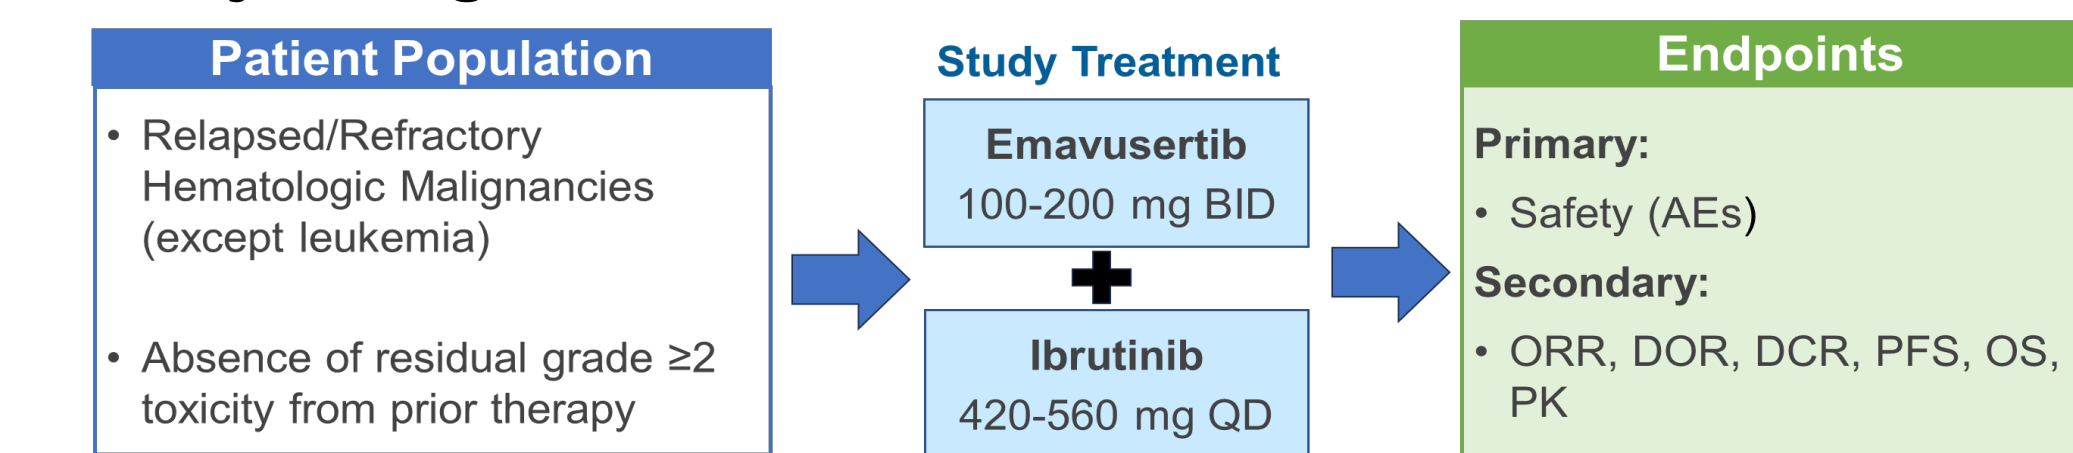 Patient Population
• Relapsed/Refractory
Hematologic Malignancies
(except leukemia)
• Absence of residual grade ≥2
toxicity from prior therapy
Study Treatment
Emavusertib
100-200 mg BID
Ibrutinib
420-560 mg QD
Endpoints
Primary:
• Safety (AEs)
Secondary:
• ORR, DOR, DCR, PFS, OS,
PK